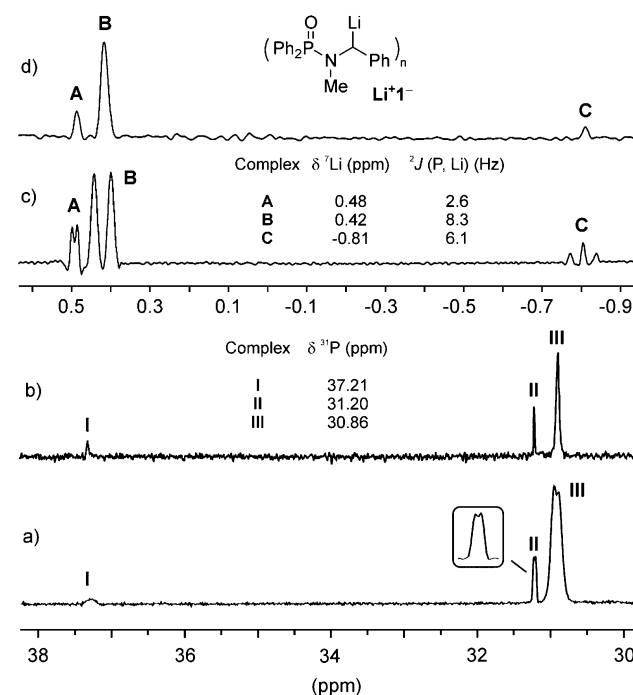 O Li
B
( Ph2P N Ph )n
d)
A
Me Li⁺1⁻
C
Complex δ ⁷Li (ppm) ²J (P, Li) (Hz)
B
c) A
A 0.48 2.6
B 0.42 8.3
C -0.81 6.1
C
0.5 0.3 0.1 -0.1 -0.3 -0.5 -0.7 -0.9
III
Complex δ ³¹P (ppm)
b)
I 37.21
II 31.20
III 30.86
II
I
III
a)
II
I
38 36 34 32 31 30
(ppm)